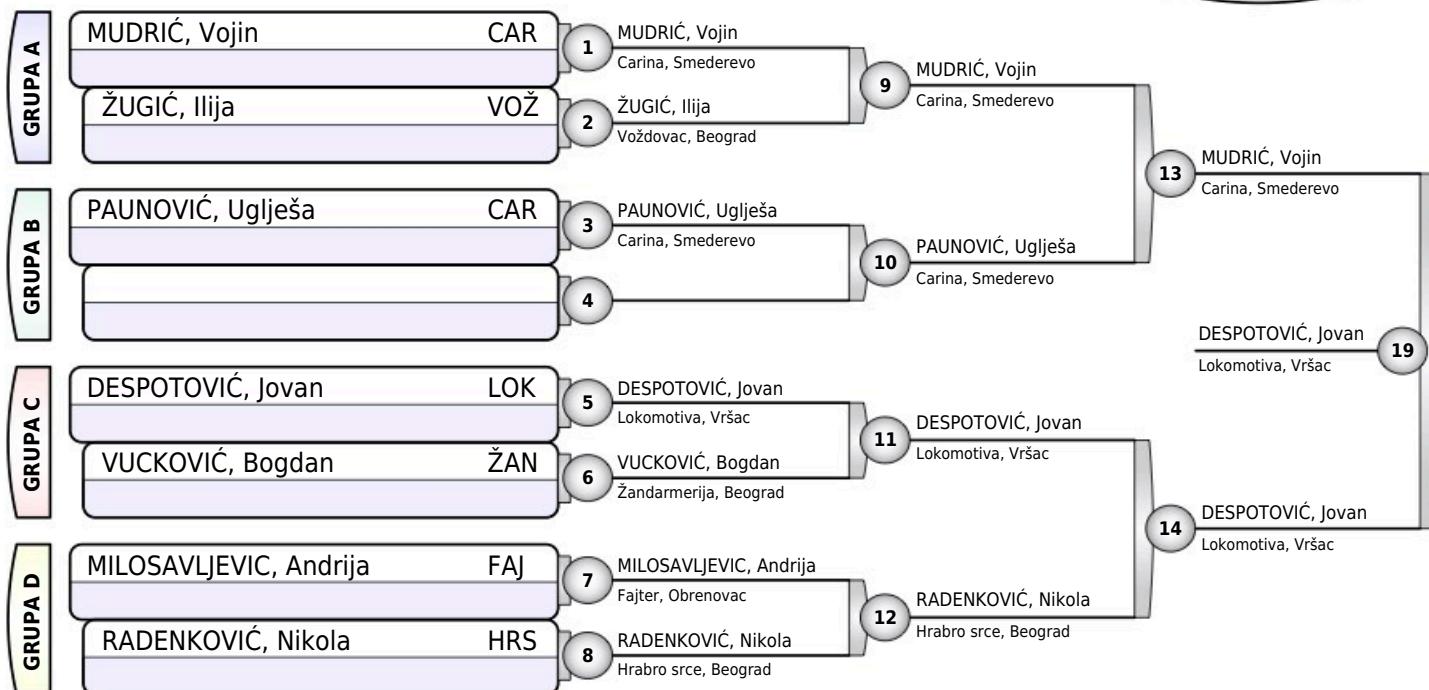 GRUPA A
MUDRIĆ, Vojin CAR
ŽUGIĆ, Ilija VOŽ
GRUPA B
PAUNOVIĆ, Uglješa CAR
GRUPA C
DESPOTOVIĆ, Jovan LOK
VUCKOVIĆ, Bogdan ŽAN
GRUPA D
MILOSAVLJEVIC, Andrija FAJ
RADENKOVIĆ, Nikola HRS
1 MUDRIĆ, Vojin
Carina, Smederevo
2 ŽUGIĆ, Ilija
Voždovac, Beograd
3 PAUNOVIĆ, Uglješa
Carina, Smederevo
4
5 DESPOTOVIĆ, Jovan
Lokomotiva, Vršac
6 VUCKOVIĆ, Bogdan
Žandarmerija, Beograd
7 MILOSAVLJEVIC, Andrija
Fajter, Obrenovac
8 RADENKOVIĆ, Nikola
Hrabro srce, Beograd
9 MUDRIĆ, Vojin
Carina, Smederevo
10 PAUNOVIĆ, Uglješa
Carina, Smederevo
11 DESPOTOVIĆ, Jovan
Lokomotiva, Vršac
12 RADENKOVIĆ, Nikola
Hrabro srce, Beograd
13 MUDRIĆ, Vojin
Carina, Smederevo
14 DESPOTOVIĆ, Jovan
Lokomotiva, Vršac
DESPOTOVIĆ, Jovan 19
Lokomotiva, Vršac